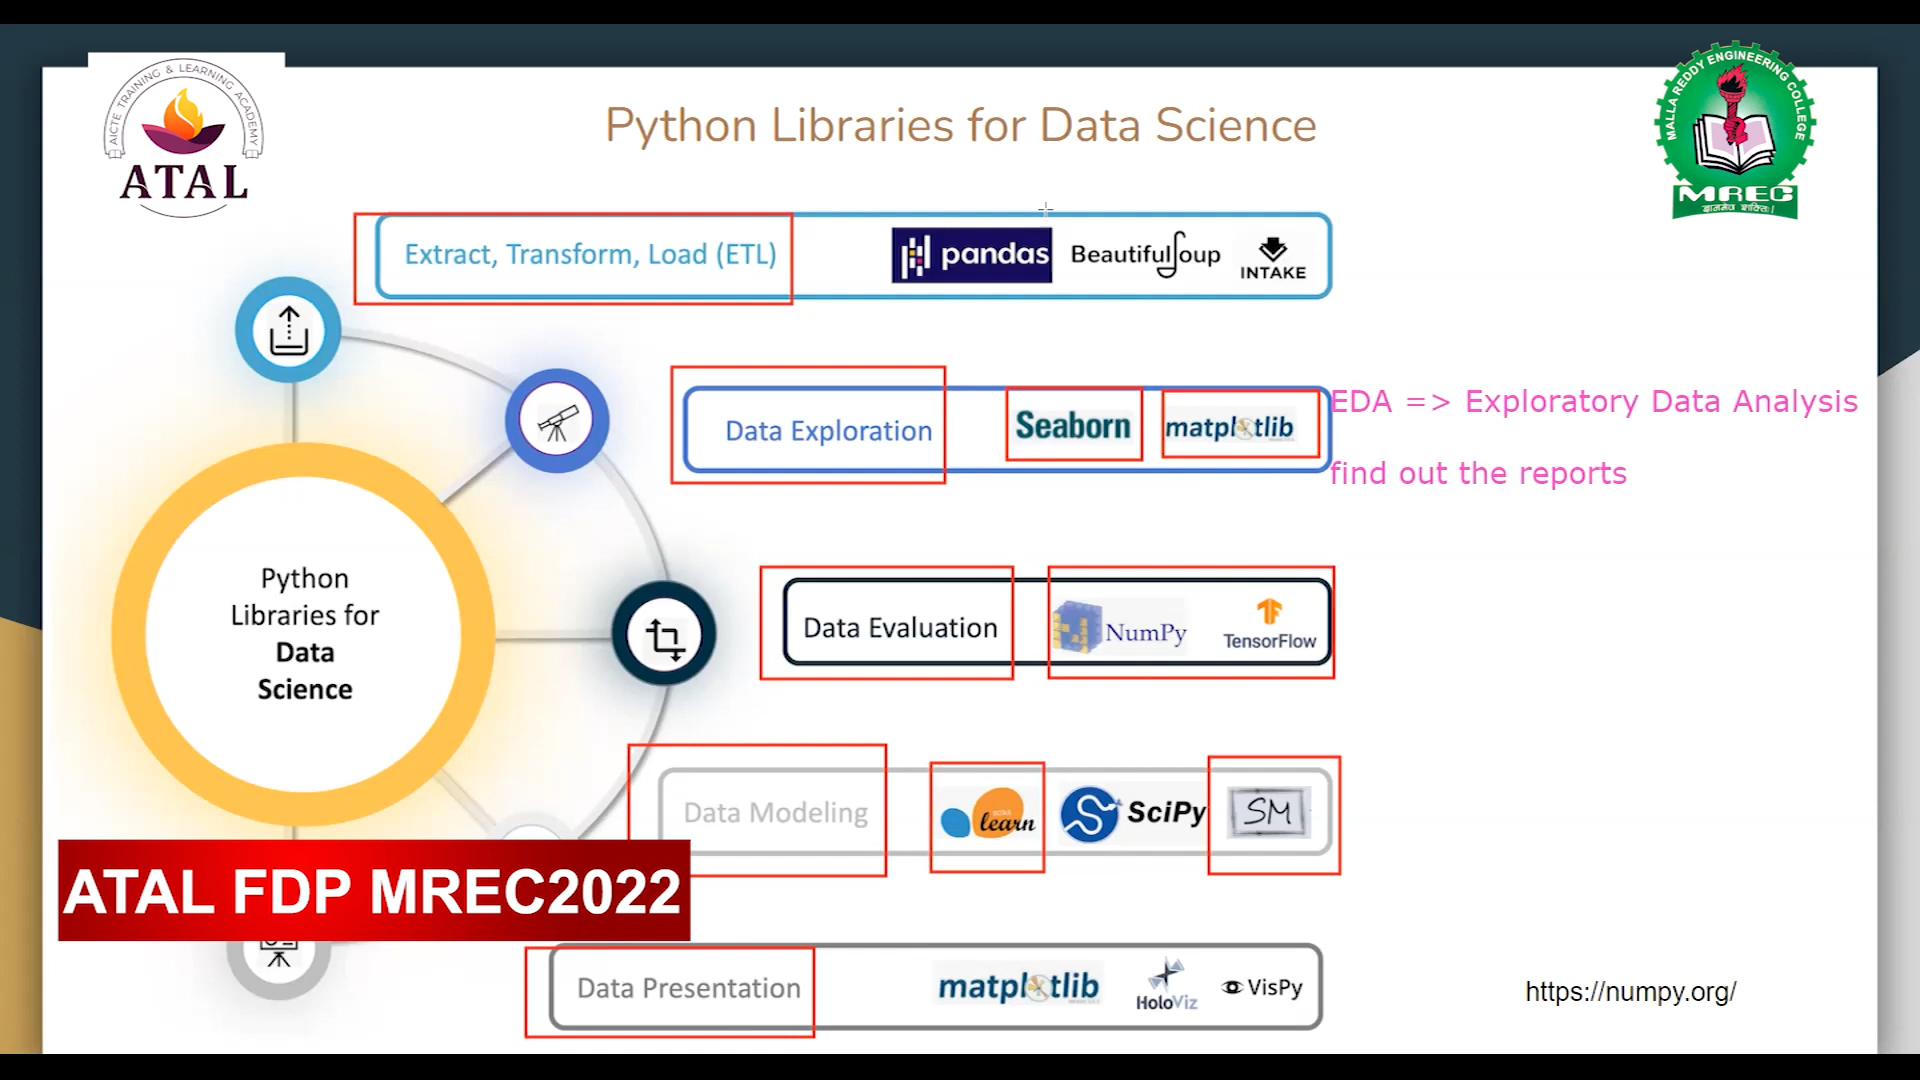 AICTE TRAINING & LEARNING ACADEMY
ATAL
Python Libraries for Data Science
MALLA REDDY ENGINEERING COLLEGE
MREC
Extract, Transform, Load (ETL)
pandas
BeautifulSoup
INTAKE
Data Exploration
Seaborn
matplotlib
EDA => Exploratory Data Analysis
find out the reports
Python
Libraries for
Data
Science
Data Evaluation
NumPy
TensorFlow
Data Modeling
learn
SciPy
SM
ATAL FDP MREC2022
Data Presentation
matplotlib
HoloViz
VisPy
https://numpy.org/